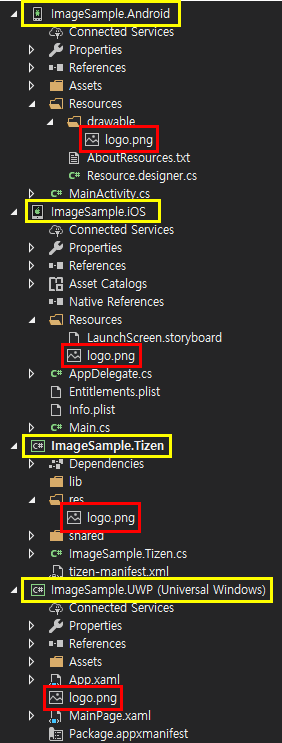 ImageSample.Android
Connected Services
Properties
References
Assets
Resources
drawable
logo.png
AboutResources.txt
Resource.designer.cs
C# MainActivity.cs
ImageSample.iOS
Connected Services
Properties
References
Asset Catalogs
Native References
Resources
LaunchScreen.storyboard
logo.png
C# AppDelegate.cs
Entitlements.plist
Info.plist
C# Main.cs
C# ImageSample.Tizen
Dependencies
lib
res
logo.png
shared
C# ImageSample.Tizen.cs
tizen-manifest.xml
C# ImageSample.UWP (Universal Windows)
Connected Services
Properties
References
Assets
App.xaml
logo.png
MainPage.xaml
Package.appxmanifest